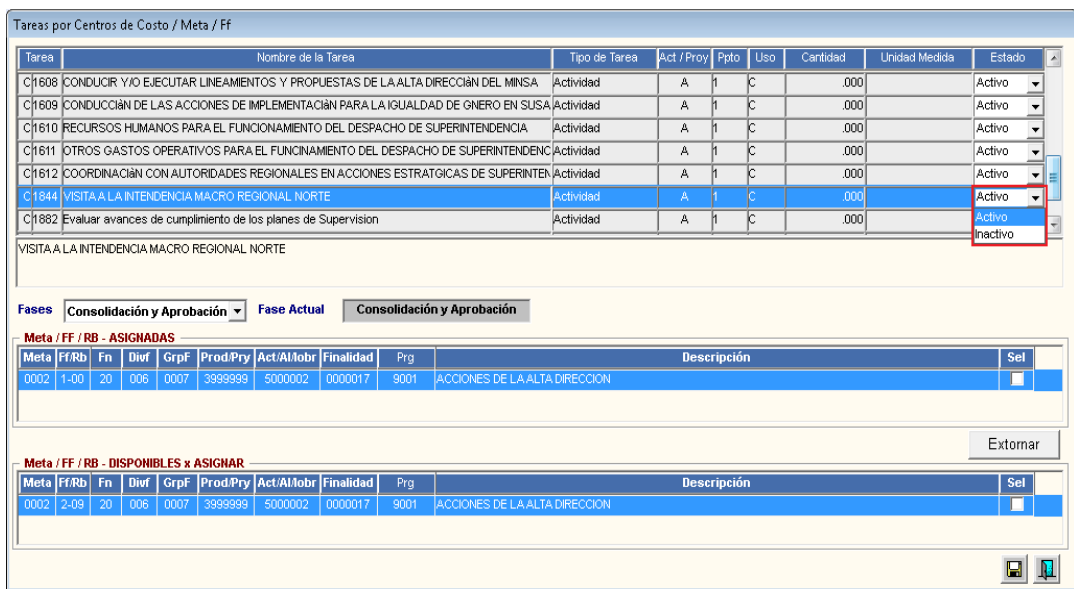 Tareas por Centros de Costo / Meta / Ff
Tarea Nombre de la Tarea Tipo de Tarea Act / Proy Ppto Uso Cantidad Unidad Medida Estado
C1608 CONDUCIR Y/O EJECUTAR LINEAMIENTOS Y PROPUESTAS DE LA ALTA DIRECCIàN DEL MINSA Actividad A 1 C .000 Activo
C1609 CONDUCCIàN DE LAS ACCIONES DE IMPLEMENTACIàN PARA LA IGUALDAD DE GNERO EN SUSA Actividad A 1 C .000 Activo
C1610 RECURSOS HUMANOS PARA EL FUNCIONAMIENTO DEL DESPACHO DE SUPERINTENDENCIA Actividad A 1 C .000 Activo
C1611 OTROS GASTOS OPERATIVOS PARA EL FUNCINAMIENTO DEL DESPACHO DE SUPERINTENDENC Actividad A 1 C .000 Activo
C1612 COORDINACIàN CON AUTORIDADES REGIONALES EN ACCIONES ESTRATGICAS DE SUPERINTEN Actividad A 1 C .000 Activo
C1844 VISITA A LA INTENDENCIA MACRO REGIONAL NORTE Actividad A 1 C .000 Activo
C1882 Evaluar avances de cumplimiento de los planes de Supervision Actividad A 1 C .000 Activo
Inactivo
VISITA A LA INTENDENCIA MACRO REGIONAL NORTE
Fases Consolidación y Aprobación Fase Actual Consolidación y Aprobación
Meta / FF / RB - ASIGNADAS
Meta Ff/Rb Fn Divf GrpF Prod/Pry Act/AI/obr Finalidad Prg Descripción Sel
0002 1-00 20 006 0007 3999999 5000002 0000017 9001 ACCIONES DE LA ALTA DIRECCION
Extornar
Meta / FF / RB - DISPONIBLES x ASIGNAR
Meta Ff/Rb Fn Divf GrpF Prod/Pry Act/AI/obr Finalidad Prg Descripción Sel
0002 2-09 20 006 0007 3999999 5000002 0000017 9001 ACCIONES DE LA ALTA DIRECCION